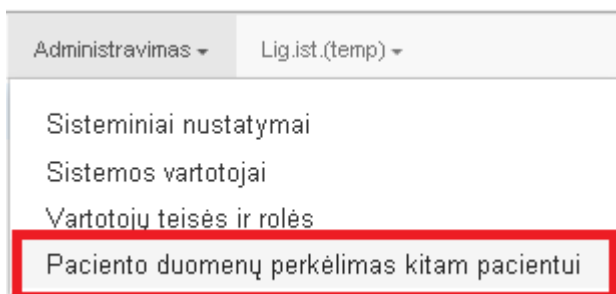 Administravimas Lig.ist.(temp)
Sisteminiai nustatymai
Sistemos vartotojai
Vartotojų teisės ir rolės
Paciento duomenų perkėlimas kitam pacientui